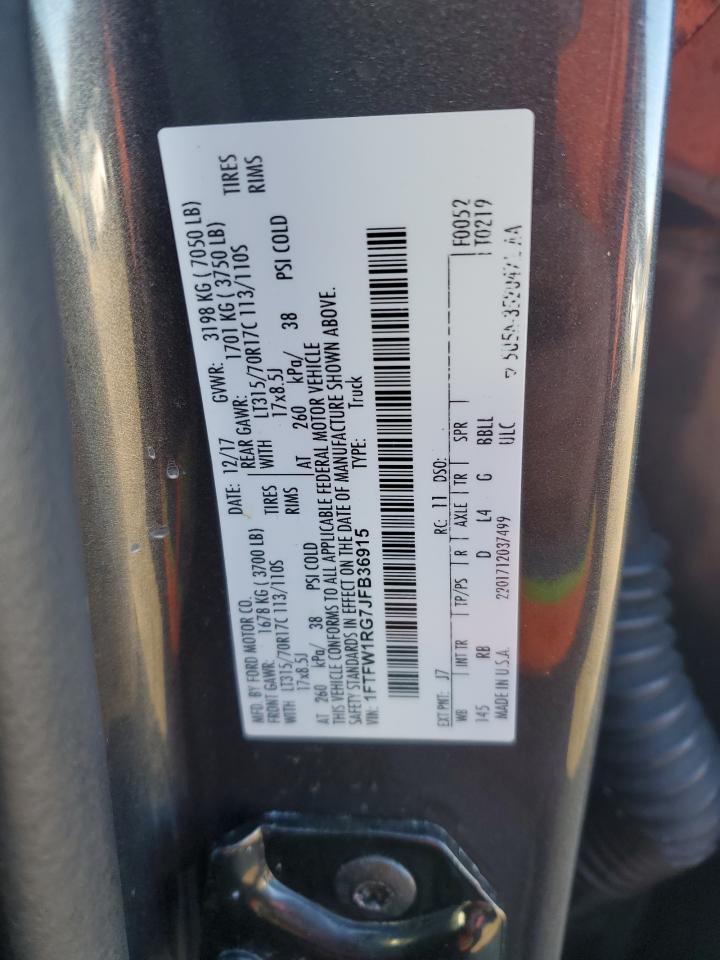 MFD. BY FORD MOTOR CO. DATE: 12/17 GVWR: 3198 KG ( 7050 LB)
FRONT GAWR: 1678 KG ( 3700 LB) REAR GAWR: 1701 KG ( 3750 LB)
WITH LT315/70R17C 113/110S TIRES WITH LT315/70R17C 113/110S TIRES
17x8.5J RIMS 17x8.5J RIMS
AT 260 kPa/ 38 PSI COLD AT 260 kPa/ 38 PSI COLD
THIS VEHICLE CONFORMS TO ALL APPLICABLE FEDERAL MOTOR VEHICLE
SAFETY STANDARDS IN EFFECT ON THE DATE OF MANUFACTURE SHOWN ABOVE.
VIN: 1FTFW1RG7JFB36915 TYPE: Truck
EXT PNT: J7 RC: 11 DSO: F0052
WB INT TR TP/PS R AXLE TR SPR T0219
145 RB D L4 G BBLL
MADE IN U.S.A. 2201712037499 ULC